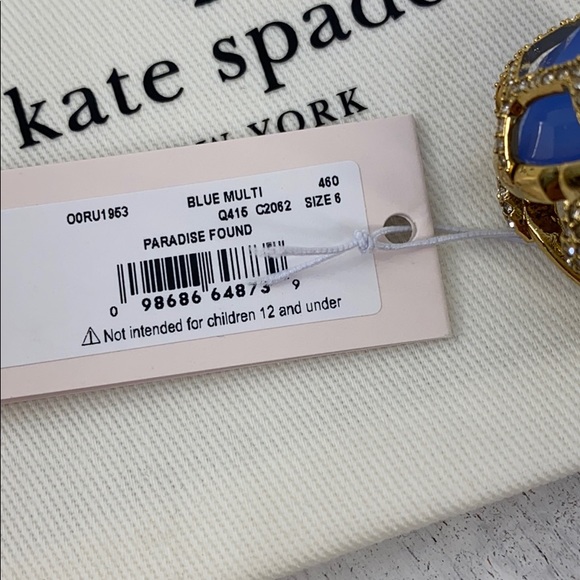 kate spade
NEW YORK
BLUE MULTI 460
O0RU1953 Q415 C2062 SIZE 6
PARADISE FOUND
0 98686 64873 9
Not intended for children 12 and under